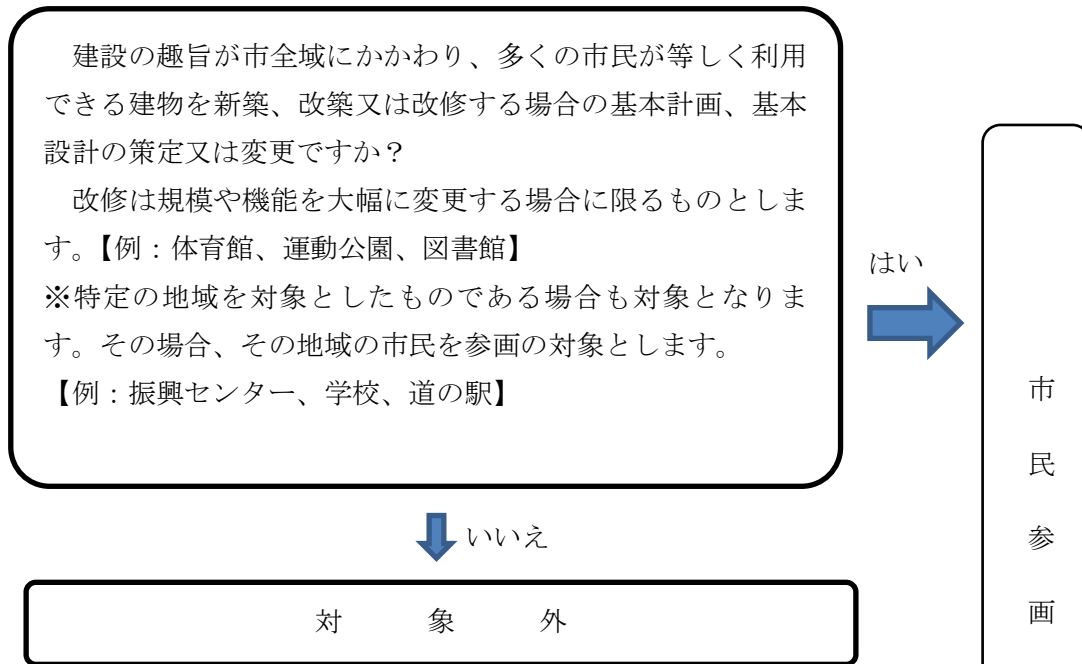 建設の趣旨が市全域にかかわり、多くの市民が等しく利用
できる建物を新築、改築又は改修する場合の基本計画、基本
設計の策定又は変更ですか？
改修は規模や機能を大幅に変更する場合に限るものとしま
す。【例：体育館、運動公園、図書館】
※特定の地域を対象としたものである場合も対象となりま
す。その場合、その地域の市民を参画の対象とします。
【例：振興センター、学校、道の駅】
はい
いいえ
対　象　外
市
民
参
画